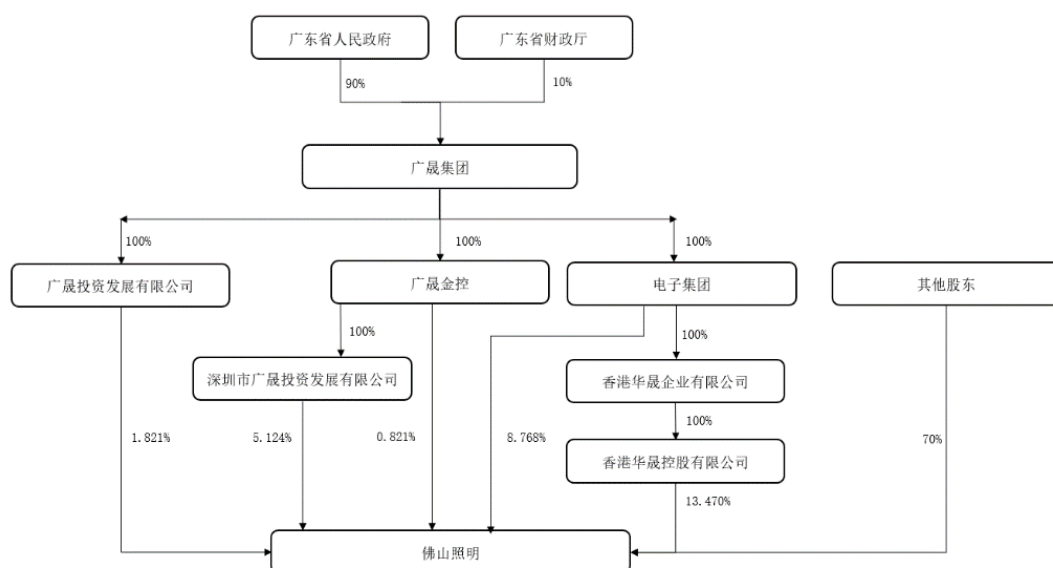 广东省人民政府
广东省财政厅
90%
10%
广晟集团
100%
100%
100%
广晟投资发展有限公司
广晟金控
电子集团
其他股东
100%
100%
深圳市广晟投资发展有限公司
香港华晟企业有限公司
100%
1.821%
5.124%
0.821%
8.768%
70%
香港华晟控股有限公司
13.470%
佛山照明